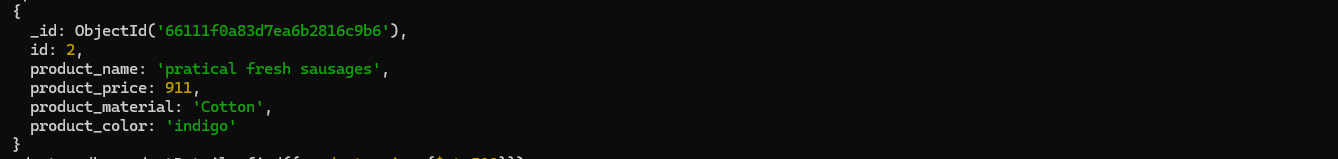 {
  _id: ObjectId('66111f0a83d7ea6b2816c9b6'),
  id: 2,
  product_name: 'pratical fresh sausages',
  product_price: 911,
  product_material: 'Cotton',
  product_color: 'indigo'
}